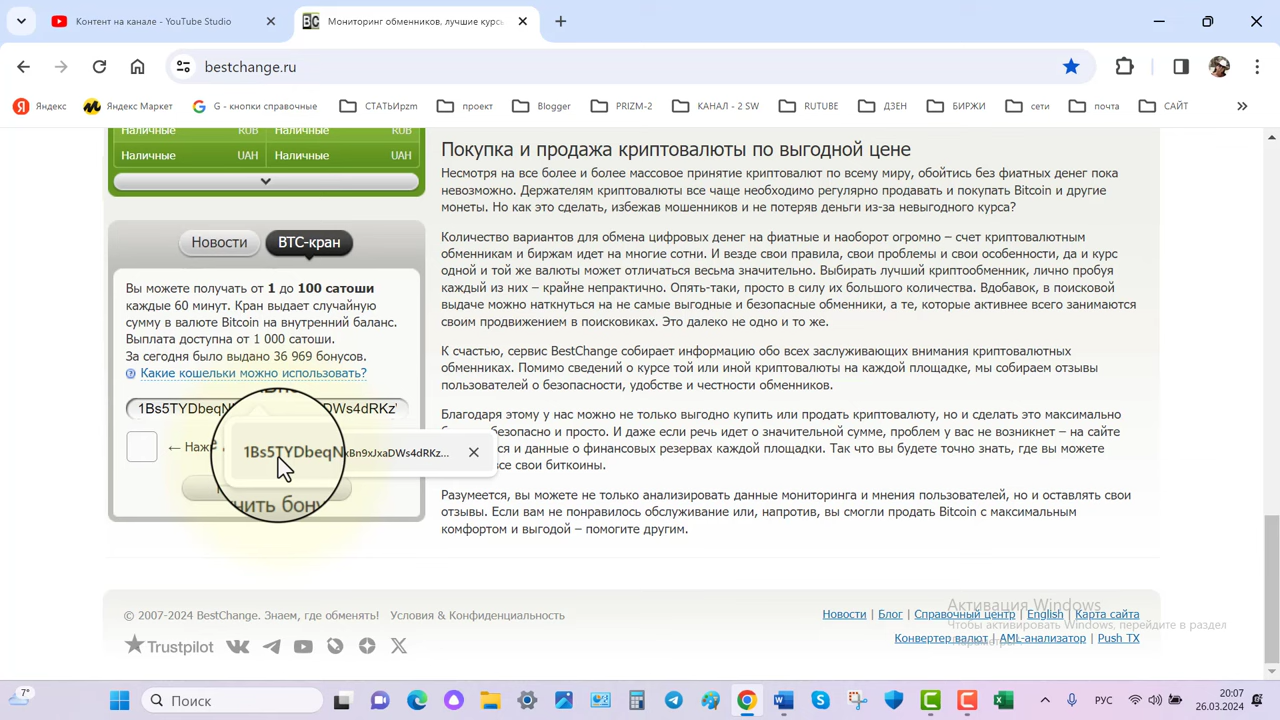 Контент на канале - YouTube Studio
Мониторинг обменников, лучшие курсы
bestchange.ru
Яндекс
Яндекс Маркет
G - кнопки справочные
СТАТЬИpzm
проект
Blogger
PRIZM-2
КАНАЛ - 2 SW
RUTUBE
ДЗЕН
БИРЖИ
сети
почта
САЙТ
Наличные RUB Наличные RUB
Наличные UAH Наличные UAH
Новости BTC-кран
Вы можете получать от 1 до 100 сатоши
каждые 60 минут. Кран выдает случайную
сумму в валюте Bitcoin на внутренний баланс.
Выплата доступна от 1 000 сатоши.
За сегодня было выдано 36 969 бонусов.
Какие кошельки можно использовать?
1Bs5TYDbeqN DWs4dRKz
← Наж
1Bs5TYDbeqN xBn9xJxaDWs4dRKz...
чить бону
Покупка и продажа криптовалюты по выгодной цене
Несмотря на все более и более массовое принятие криптовалют по всему миру, обойтись без фиатных денег пока
невозможно. Держателям криптовалюты все чаще необходимо регулярно продавать и покупать Bitcoin и другие
монеты. Но как это сделать, избежав мошенников и не потеряв деньги из-за невыгодного курса?
Количество вариантов для обмена цифровых денег на фиатные и наоборот огромно – счет криптовалютным
обменникам и биржам идет на многие сотни. И везде свои правила, свои проблемы и свои особенности, да и курс
одной и той же валюты может отличаться весьма значительно. Выбирать лучший криптообменник, лично пробуя
каждый из них – крайне непрактично. Опять-таки, просто в силу их большого количества. Вдобавок, в поисковой
выдаче можно наткнуться на не самые выгодные и безопасные обменники, а те, которые активнее всего занимаются
своим продвижением в поисковиках. Это далеко не одно и то же.
К счастью, сервис BestChange собирает информацию обо всех заслуживающих внимания криптовалютных
обменниках. Помимо сведений о курсе той или иной криптовалюты на каждой площадке, мы собираем отзывы
пользователей о безопасности, удобстве и честности обменников.
Благодаря этому у нас можно не только выгодно купить или продать криптовалюту, но и сделать это максимально
безопасно и просто. И даже если речь идет о значительной сумме, проблем у вас не возникнет – на сайте
ся и данные о финансовых резервах каждой площадки. Так что вы будете точно знать, где вы можете
все свои биткоины.
Разумеется, вы можете не только анализировать данные мониторинга и мнения пользователей, но и оставлять свои
отзывы. Если вам не понравилось обслуживание или, напротив, вы смогли продать Bitcoin с максимальным
комфортом и выгодой – помогите другим.
© 2007-2024 BestChange. Знаем, где обменять! Условия & Конфиденциальность
Новости | Блог | Справочный центр | English | Карта сайта
Конвертер валют | AML-анализатор | Push TX
Trustpilot
Активация Windows
Чтобы активировать Windows, перейдите в раздел
"Параметры".
7°
Поиск
РУС
20:07
26.03.2024